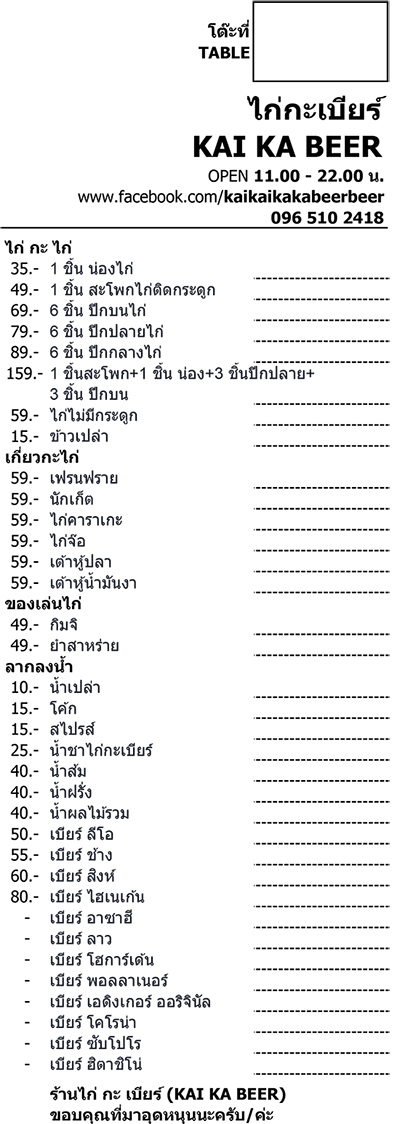 โต๊ะที่
TABLE
ไก่กะเบียร์
KAI KA BEER
OPEN 11.00 - 22.00 น.
www.facebook.com/kaikaikakabeerbeer
096 510 2418
ไก่ กะ ไก่
35.- 1 ชิ้น น่องไก่
49.- 1 ชิ้น สะโพกไก่ติดกระดูก
69.- 6 ชิ้น ปีกบนไก่
79.- 6 ชิ้น ปีกปลายไก่
89.- 6 ชิ้น ปีกกลางไก่
159.- 1 ชิ้นสะโพก+1 ชิ้น น่อง+3 ชิ้นปีกปลาย+
3 ชิ้น ปีกบน
59.- ไก่ไม่มีกระดูก
15.- ข้าวเปล่า
เกี่ยวกะไก่
59.- เฟรนฟราย
59.- นักเก็ต
59.- ไก่คาราเกะ
59.- ไก่จ๊อ
59.- เต้าหู้ปลา
59.- เต้าหู้น้ำมันงา
ของเล่นไก่
49.- กิมจิ
49.- ยำสาหร่าย
ลากลงน้ำ
10.- น้ำเปล่า
15.- โค้ก
15.- สไปรส์
25.- น้ำชาไก่กะเบียร์
40.- น้ำส้ม
40.- น้ำฝรั่ง
40.- น้ำผลไม้รวม
50.- เบียร์ ลีโอ
55.- เบียร์ ช้าง
60.- เบียร์ สิงห์
80.- เบียร์ ไฮเนเก้น
- เบียร์ อาซาฮี
- เบียร์ ลาว
- เบียร์ โฮการ์เด้น
- เบียร์ พอลลาเนอร์
- เบียร์ เอดิงเกอร์ ออริจินัล
- เบียร์ โคโรน่า
- เบียร์ ซับโปโร
- เบียร์ ฮิตาชิโน่
ร้านไก่ กะ เบียร์ (KAI KA BEER)
ขอบคุณที่มาอุดหนุนนะครับ/ค่ะ